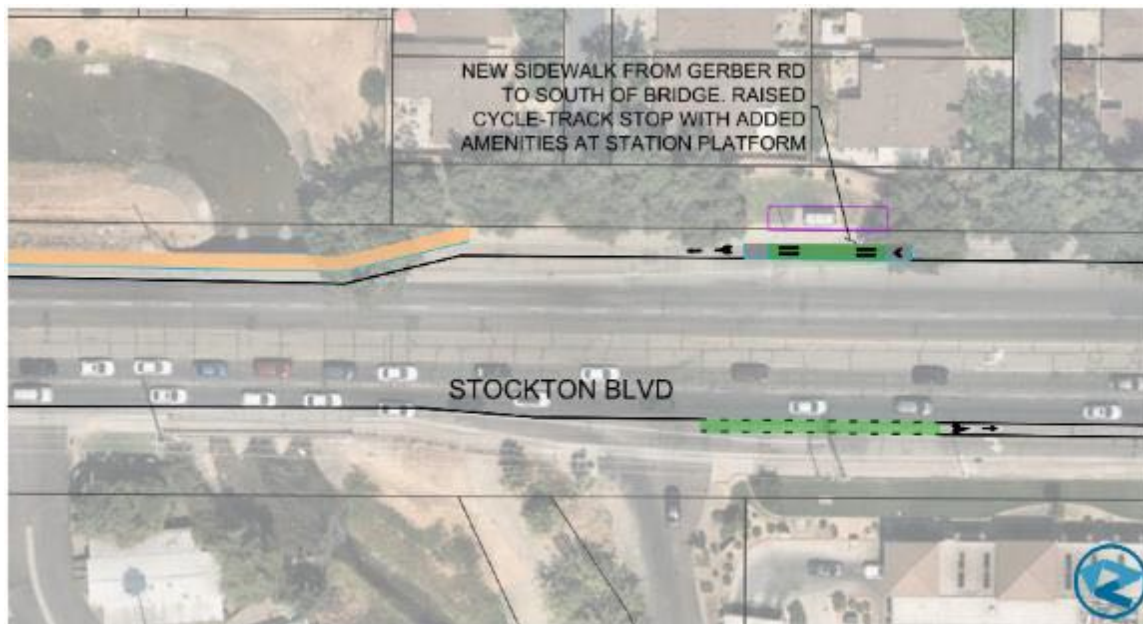 NEW SIDEWALK FROM GERBER RD
TO SOUTH OF BRIDGE. RAISED
CYCLE-TRACK STOP WITH ADDED
AMENITIES AT STATION PLATFORM
STOCKTON BLVD